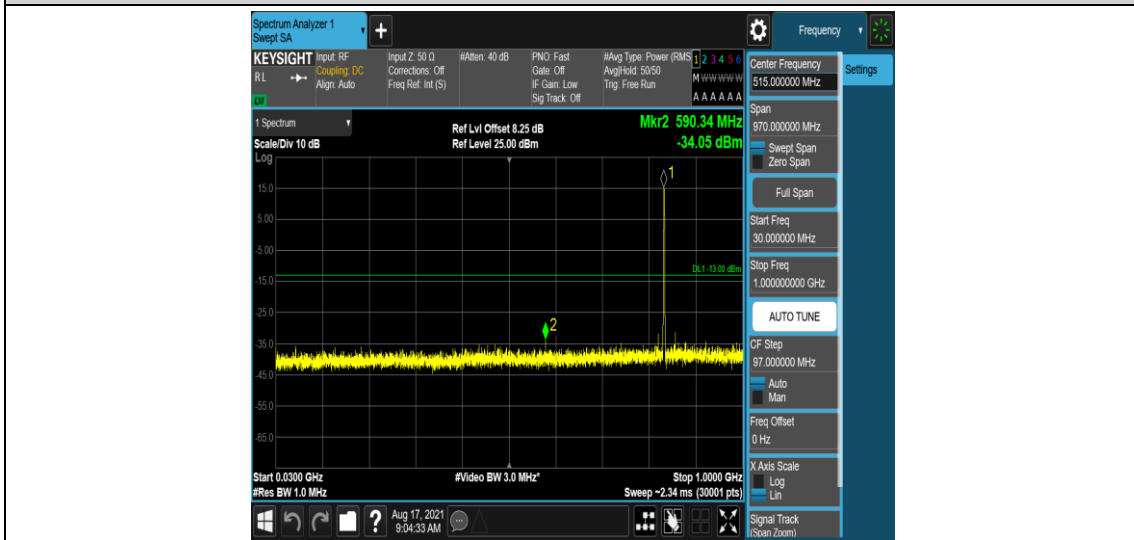 Spectrum Analyzer 1
Swept SA
+
Frequency
KEYSIGHT
RL
LXI
Input: RF
Coupling: DC
Align: Auto
Input Z: 50 Ω
Corrections: Off
Freq Ref: Int (S)
#Atten: 40 dB
PNO: Fast
Gate: Off
IF Gain: Low
Sig Track: Off
#Avg Type: Power (RMS
Avg|Hold: 50/50
Trig: Free Run
1 2 3 4 5 6
M W W W W W
A A A A A A
1 Spectrum
Scale/Div 10 dB
Log
Ref Lvl Offset 8.25 dB
Ref Level 25.00 dBm
Mkr2 590.34 MHz
-34.05 dBm
1
15.0
5.00
-5.00
DL1 -13.00 dBm
-15.0
-25.0
2
-35.0
-45.0
-55.0
-65.0
Start 0.0300 GHz
#Res BW 1.0 MHz
#Video BW 3.0 MHz*
Stop 1.0000 GHz
Sweep ~2.34 ms (30001 pts)
Center Frequency
515.000000 MHz
Span
970.000000 MHz
Swept Span
Zero Span
Full Span
Start Freq
30.000000 MHz
Stop Freq
1.000000000 GHz
AUTO TUNE
CF Step
97.000000 MHz
Auto
Man
Freq Offset
0 Hz
X Axis Scale
Log
Lin
Signal Track
(Span Zoom)
Settings
?
Aug 17, 2021
9:04:33 AM